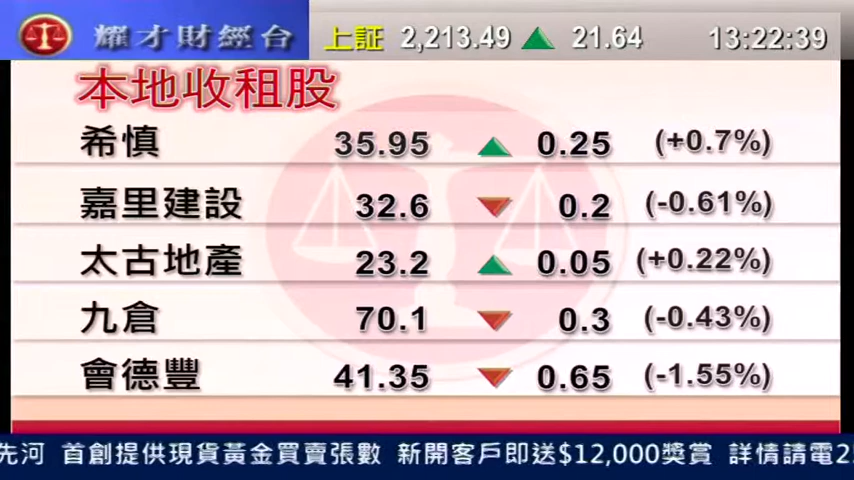 耀才財經台 上証 2,213.49 21.64 13:22:39
本地收租股
希慎 35.95 0.25 (+0.7%)
嘉里建設 32.6 0.2 (-0.61%)
太古地產 23.2 0.05 (+0.22%)
九倉 70.1 0.3 (-0.43%)
會德豐 41.35 0.65 (-1.55%)
先河 首創提供現貨黃金買賣張數 新開客戶即送$12,000獎賞 詳情請電2